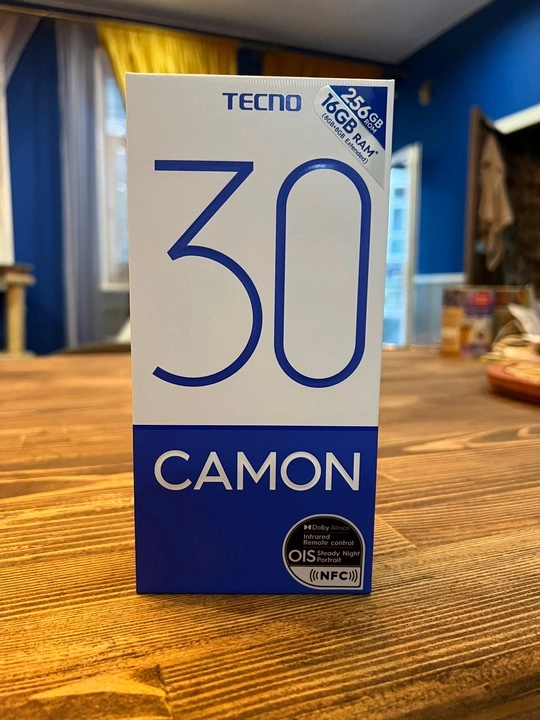 TECNO
256GB
ROM
16GB RAM*
(8GB+8GB Extended)
30
CAMON
Dolby Atmos
Infrared
Remote control
OIS Steady Night
Portrait
NFC